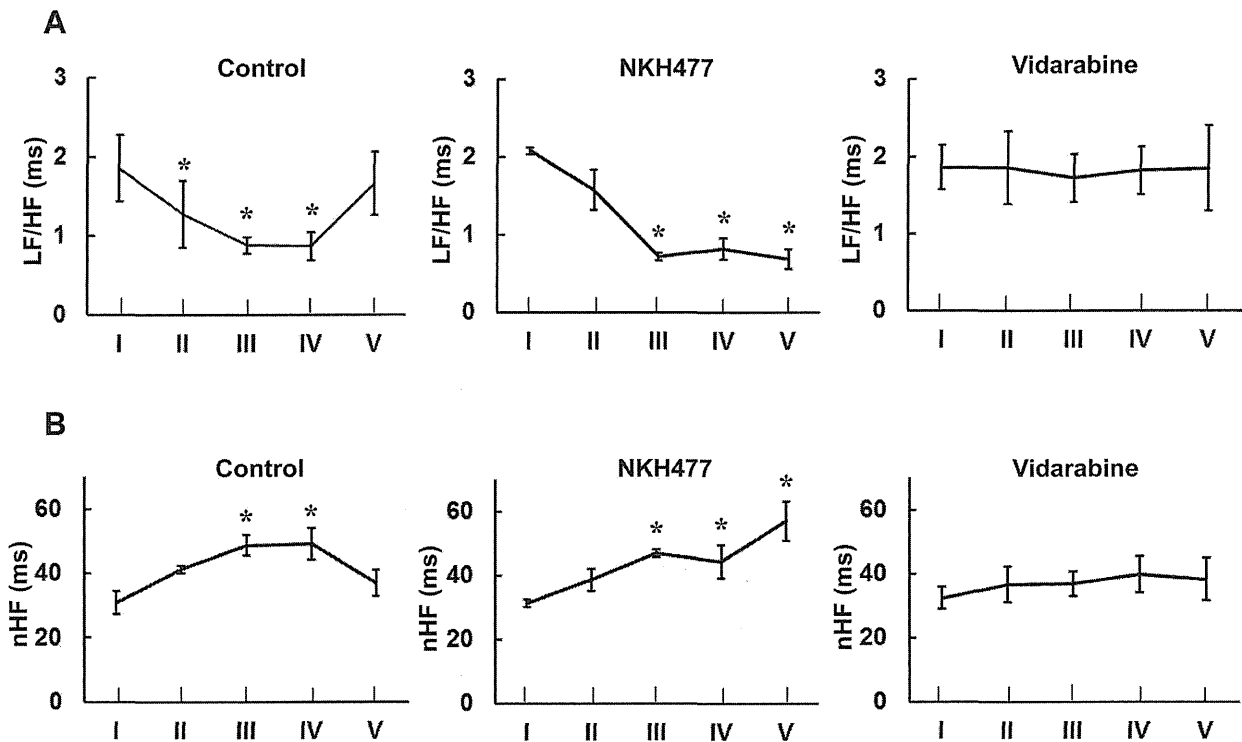 A
Control
NKH477
Vidarabine
LF/HF (ms)
3
2
1
0
*
*
*
I II III IV V
LF/HF (ms)
3
2
1
0
*
*
*
I II III IV V
LF/HF (ms)
3
2
1
0
I II III IV V
B
Control
NKH477
Vidarabine
nHF (ms)
60
40
20
0
*
*
I II III IV V
nHF (ms)
60
40
20
0
*
*
*
I II III IV V
nHF (ms)
60
40
20
0
I II III IV V